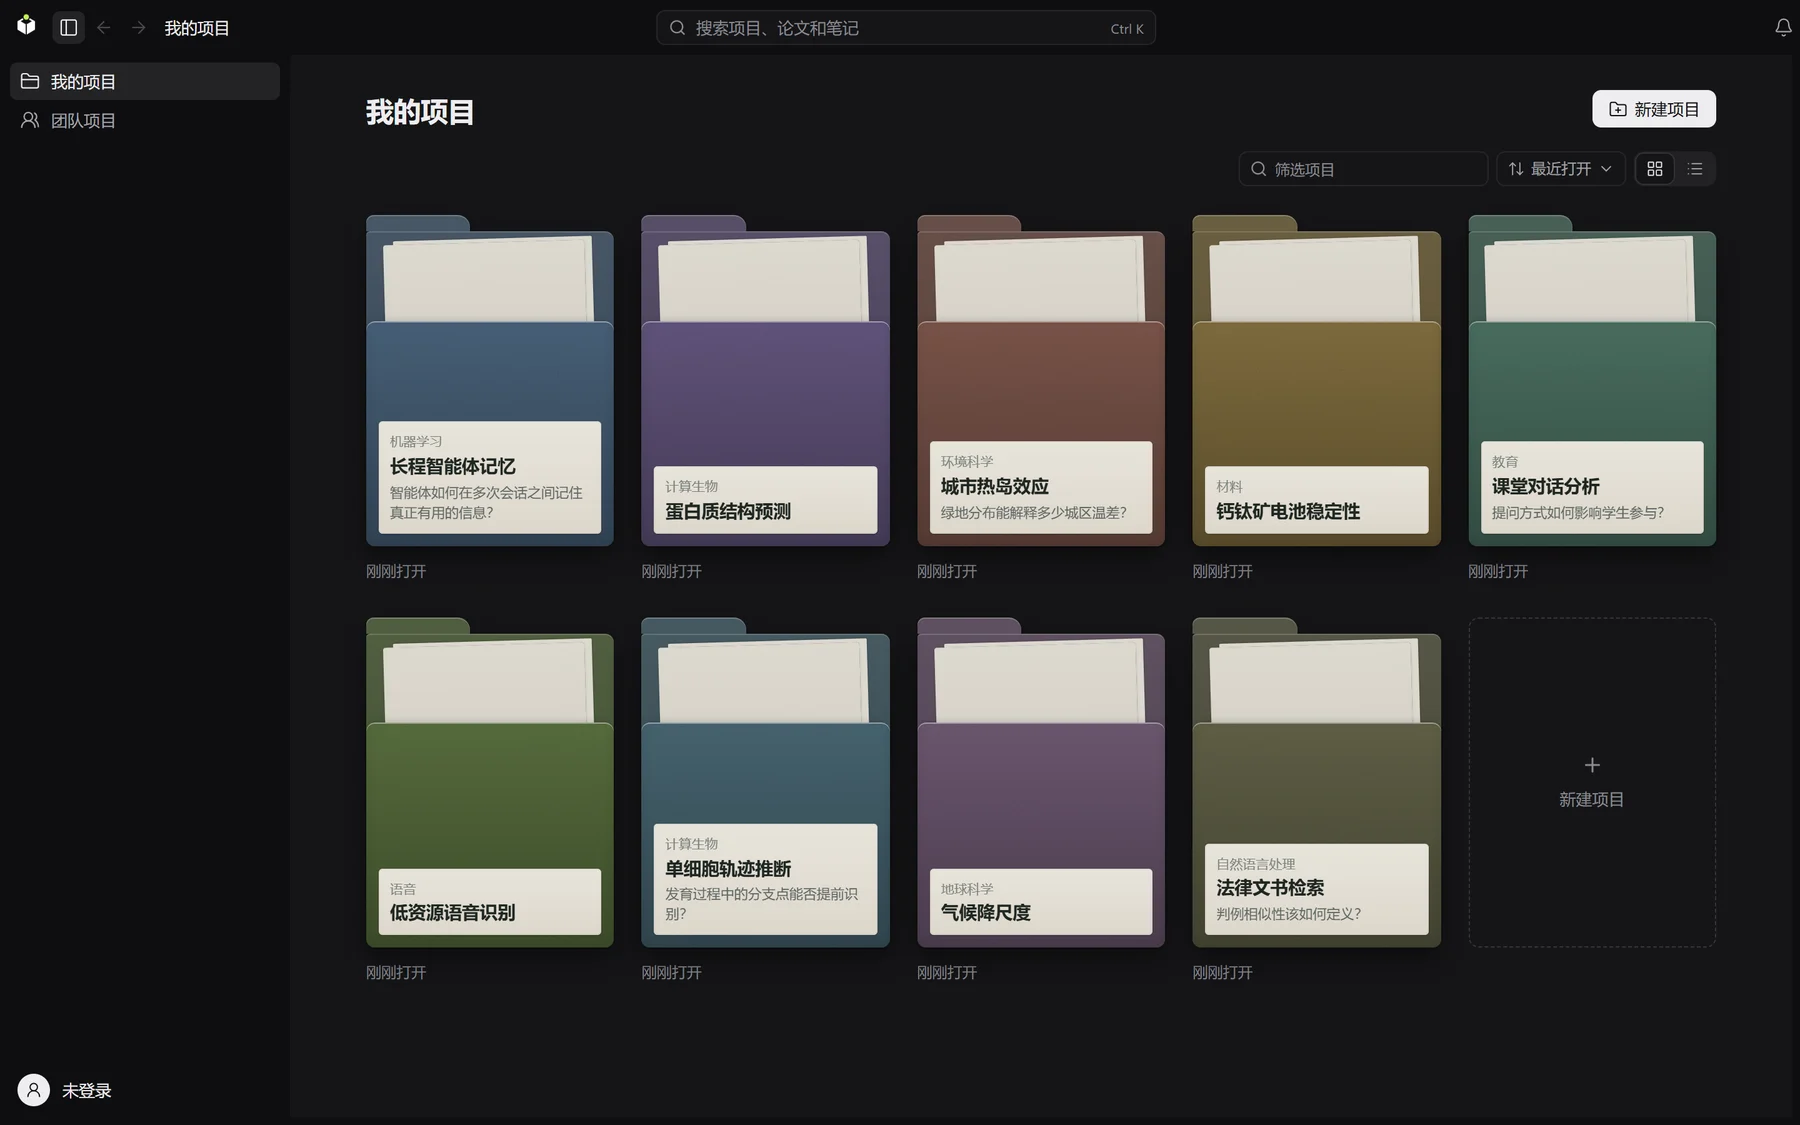 我的项目
搜索项目、论文和笔记
Ctrl K
我的项目
团队项目
我的项目
新建项目
筛选项目
最近打开
机器学习
长程智能体记忆
智能体如何在多次会话之间记住
真正有用的信息？
刚刚打开
计算生物
蛋白质结构预测
刚刚打开
环境科学
城市热岛效应
绿地分布能解释多少城区温差？
刚刚打开
材料
钙钛矿电池稳定性
刚刚打开
教育
课堂对话分析
提问方式如何影响学生参与？
刚刚打开
语音
低资源语音识别
刚刚打开
计算生物
单细胞轨迹推断
发育过程中的分支点能否提前识
别？
刚刚打开
地球科学
气候降尺度
刚刚打开
自然语言处理
法律文书检索
判例相似性该如何定义？
刚刚打开
新建项目
未登录